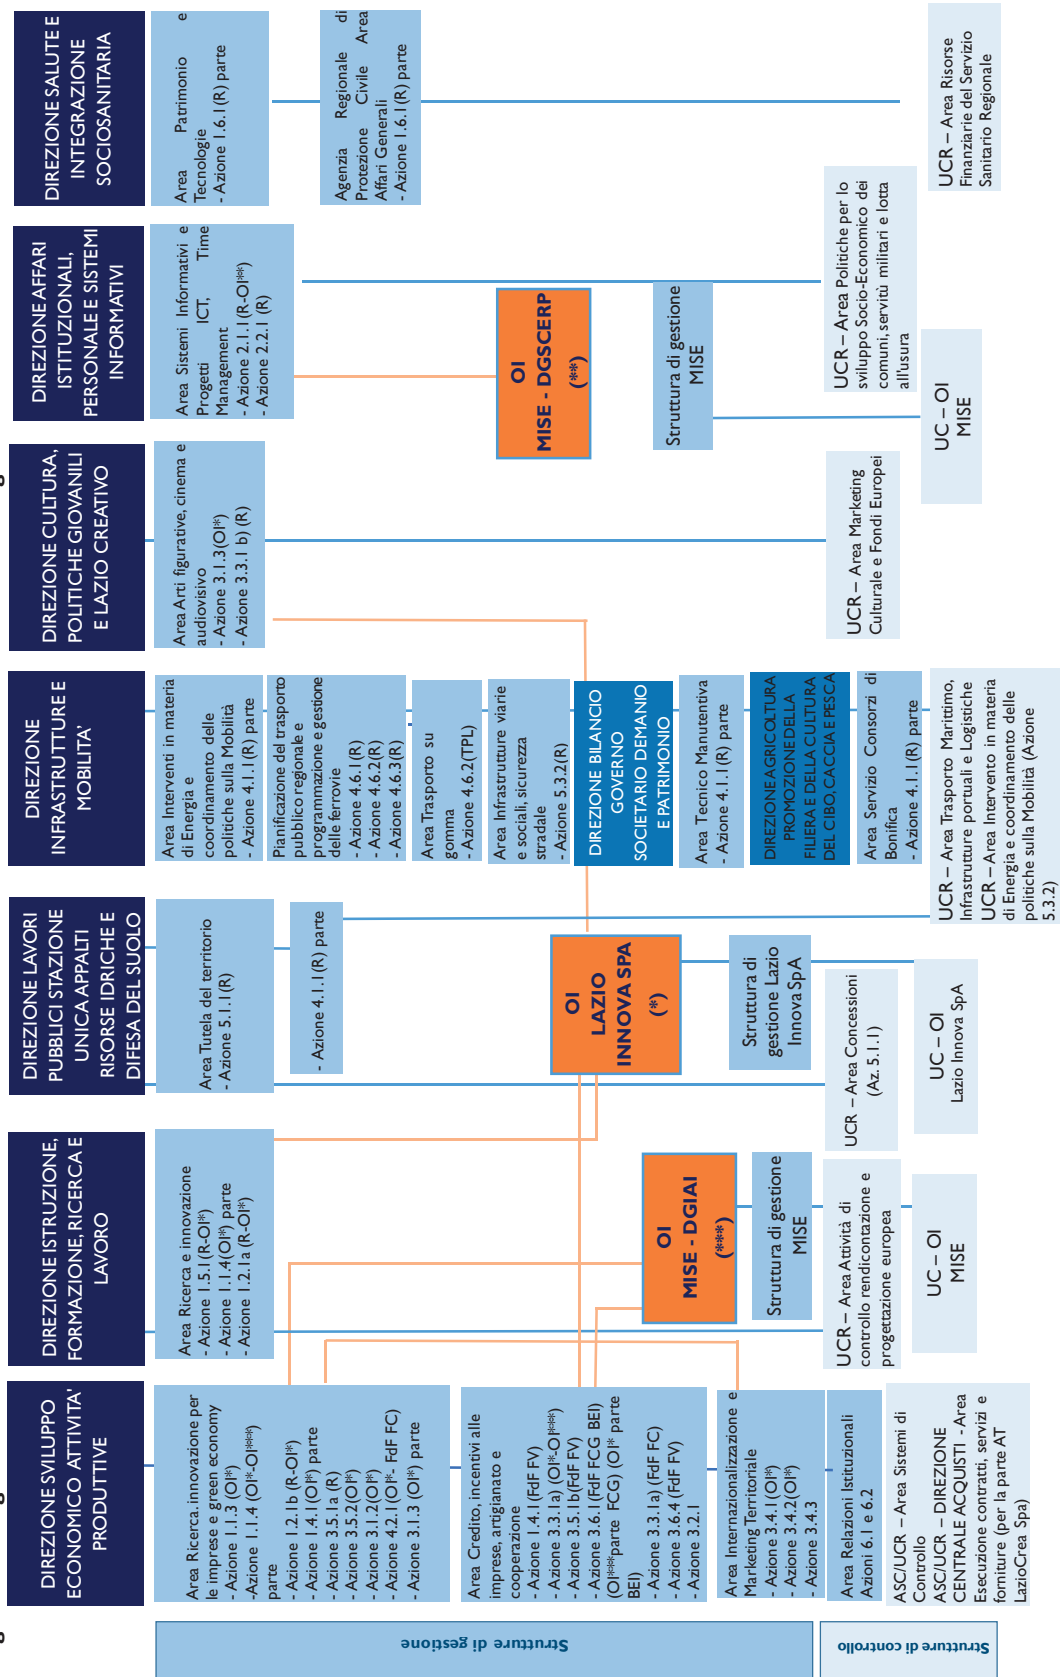 DIREZIONE SVILUPPO
ECONOMICO ATTIVITA'
PRODUTTIVE
Area Ricerca. innovazione per
le imprese e green economy
- Azione 1.1.3 (OI*)
-Azione 1.1.4 (OI*-OI***)
parte
- Azione 1.2.1 b (R-OI*)
- Azione 1.4.1(OI*) parte
- Azione 3.5.1a (R)
- Azione 3.5.2(OI*)
- Azione 3.1.2(OI*)
- Azione 4.2.1(OI*- FdF FC)
- Azione 3.1.3 (OI*) parte
Area Credito, incentivi alle
imprese, artigianato e
cooperazione
- Azione 1.4.1(FdF FV)
- Azione 3.3.1a) (OI*-OI***)
- Azione 3.5.1b(FdF FV)
- Azione 3.6.1(FdF FCG BEI)
(OI***parte FCG) (OI* parte
BEI)
- Azione 3.3.1a) (FdF FC)
- Azione 3.6.4 (FdF FV)
- Azione 3.2.1
Area Internazionalizzazione e
Marketing Territoriale
- Azione 3.4.1(OI*)
- Azione 3.4.2(OI*)
- Azione 3.4.3
Area Relazioni Istituzionali
Azioni 6.1 e 6.2
ASC/UCR – Area Sistemi di
Controllo
ASC/UCR – DIREZIONE
CENTRALE ACQUISTI - Area
Esecuzione contratti, servizi e
forniture (per la parte AT
LazioCrea Spa)
DIREZIONE ISTRUZIONE,
FORMAZIONE, RICERCA E
LAVORO
Area Ricerca e innovazione
- Azione 1.5.1(R-OI*)
- Azione 1.1.4(OI*) parte
- Azione 1.2.1a (R-OI*)
OI
MISE - DGIAI
(***)
Struttura di gestione
MISE
UCR – Area Attività di
controllo rendicontazione e
progettazione europea
UC – OI
MISE
DIREZIONE LAVORI
PUBBLICI STAZIONE
UNICA APPALTI
RISORSE IDRICHE E
DIFESA DEL SUOLO
Area Tutela del territorio
- Azione 5.1.1(R)
- Azione 4.1.1(R) parte
OI
LAZIO
INNOVA SPA
(*)
Struttura di
gestione Lazio
Innova SpA
UCR – Area Concessioni
(Az. 5.1.1)
UC – OI
Lazio Innova SpA
DIREZIONE
INFRASTRUTTURE E
MOBILITA'
Area Interventi in materia
di Energia e
coordinamento delle
politiche sulla Mobilità
- Azione 4.1.1(R) parte
Pianificazione del trasporto
pubblico regionale e
programmazione e gestione
delle ferrovie
- Azione 4.6.1(R)
- Azione 4.6.2(R)
- Azione 4.6.3(R)
Area Trasporto su
gomma
- Azione 4.6.2(TPL)
Area Infrastrutture viarie
e sociali, sicurezza
stradale
- Azione 5.3.2(R)
DIREZIONE BILANCIO
GOVERNO
SOCIETARIO DEMANIO
E PATRIMONIO
Area Tecnico Manutentiva
- Azione 4.1.1(R) parte
DIREZIONE AGRICOLTURA
PROMOZIONE DELLA
FILIERA E DELLA CULTURA
DEL CIBO, CACCIA E PESCA
Area Servizio Consorzi di
Bonifica
- Azione 4.1.1(R) parte
UCR – Area Trasporto Marittimo,
Infrastrutture portuali e Logistiche
UCR – Area Intervento in materia
di Energia e coordinamento delle
politiche sulla Mobilità (Azione
5.3.2)
DIREZIONE CULTURA,
POLITICHE GIOVANILI
E LAZIO CREATIVO
Area Arti figurative, cinema e
audiovisivo
- Azione 3.1.3(OI*)
- Azione 3.3.1 b) (R)
UCR – Area Marketing
Culturale e Fondi Europei
DIREZIONE AFFARI
ISTITUZIONALI,
PERSONALE E SISTEMI
INFORMATIVI
Area Sistemi Informativi e
Progetti ICT, Time
Management
- Azione 2.1.1(R-OI**)
- Azione 2.2.1 (R)
OI
MISE - DGSCERP
(**)
Struttura di gestione
MISE
UCR – Area Politiche per lo
sviluppo Socio-Economico dei
comuni, servitù militari e lotta
all'usura
UC – OI
MISE
DIREZIONE SALUTE E
INTEGRAZIONE
SOCIOSANITARIA
Area Patrimonio e
Tecnologie
- Azione 1.6.1(R) parte
Agenzia Regionale di
Protezione Civile Area
Affari Generali
- Azione 1.6.1(R) parte
UCR – Area Risorse
Finanziarie del Servizio
Sanitario Regionale
Strutture di gestione
Strutture di controllo